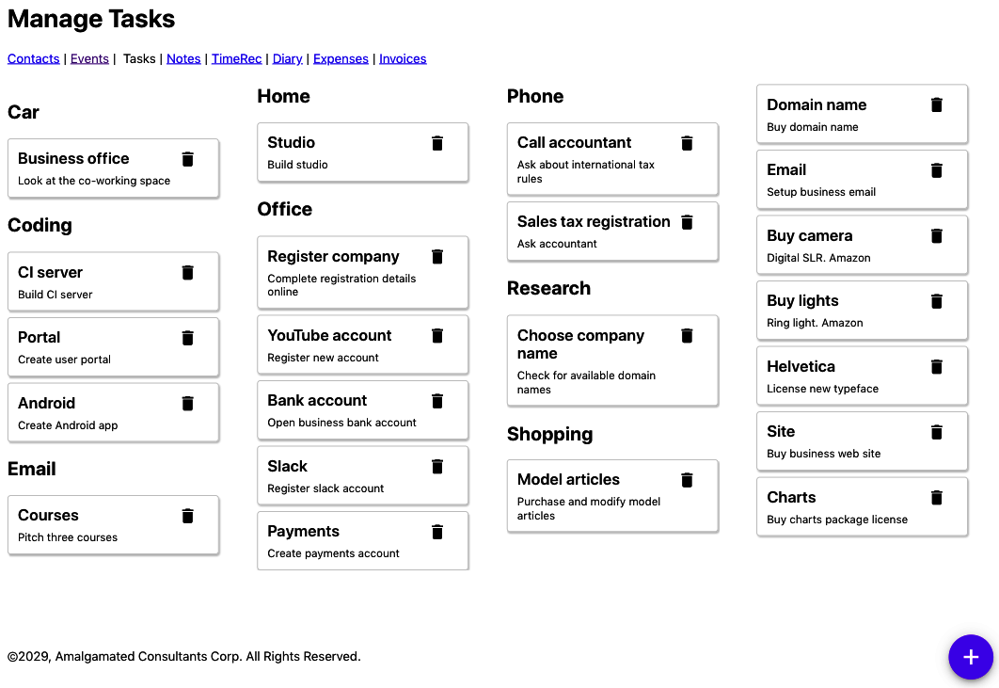 Manage Tasks
Contacts | Events | Tasks | Notes | TimeRec | Diary | Expenses | Invoices
Car
Business office
Look at the co-working space
Coding
CI server
Build CI server
Portal
Create user portal
Android
Create Android app
Email
Courses
Pitch three courses
Home
Studio
Build studio
Office
Register company
Complete registration details
online
YouTube account
Register new account
Bank account
Open business bank account
Slack
Register slack account
Payments
Create payments account
Phone
Call accountant
Ask about international tax
rules
Sales tax registration
Ask accountant
Research
Choose company
name
Check for available domain
names
Shopping
Model articles
Purchase and modify model
articles
Domain name
Buy domain name
Email
Setup business email
Buy camera
Digital SLR. Amazon
Buy lights
Ring light. Amazon
Helvetica
License new typeface
Site
Buy business web site
Charts
Buy charts package license
©2029, Amalgamated Consultants Corp. All Rights Reserved.